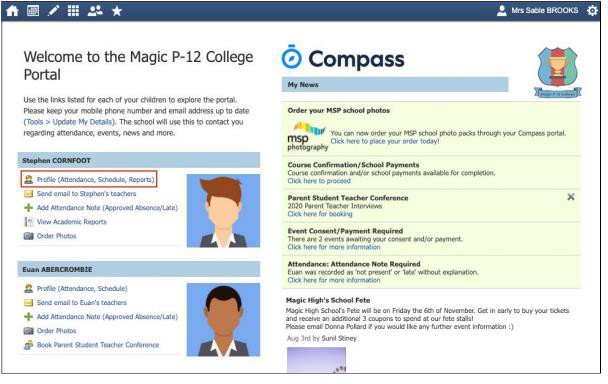 Mrs Sable BROOKS
Welcome to the Magic P-12 College
Portal
Use the links listed for each of your children to
explore the portal.
Please keep your mobile phone number and email address up to date
(Tools > Update My Details). The school will use this to contact you
regarding attendance, events, news and more.
Stephen CORNFOOT
Profile (Attendance, Schedule, Reports)
Send email to Stephen's teachers
Add Attendance Note (Approved Absence/Late)
View Academic Reports
Order Photos
Euan ABERCROMBIE
Profile (Attendance, Schedule)
Send email to Euan's teachers
Add Attendance Note (Approved Absence/Late)
Order Photos
Book Parent Student Teacher Conference
Compass
Magic P-12 College
My News
Order your MSP school photos
msp
photography
You can now order your MSP school photo packs through your Compass portal.
Click here to place your order today!
Course Confirmation/School Payments
Course confirmation and/or school payments available for completion.
Click here to proceed
Parent Student Teacher Conference
2020 Parent Teacher Interviews
Click here for booking
Event Consent/Payment Required
There are 2 events awaiting your consent and/or payment.
Click here for more information
Attendance: Attendance Note Required
Euan was recorded as 'not present' or 'late' without explanation.
Click here for more information
Magic High's School Fete
Magic High School's Fete will be on Friday the 6th of November. Get in early to buy your tickets
and receive an additional 3 coupons to spend at our fete stalls!
Please email Donna Pollard if you would like any further event information :)
Aug 3rd by Sunil Stiney